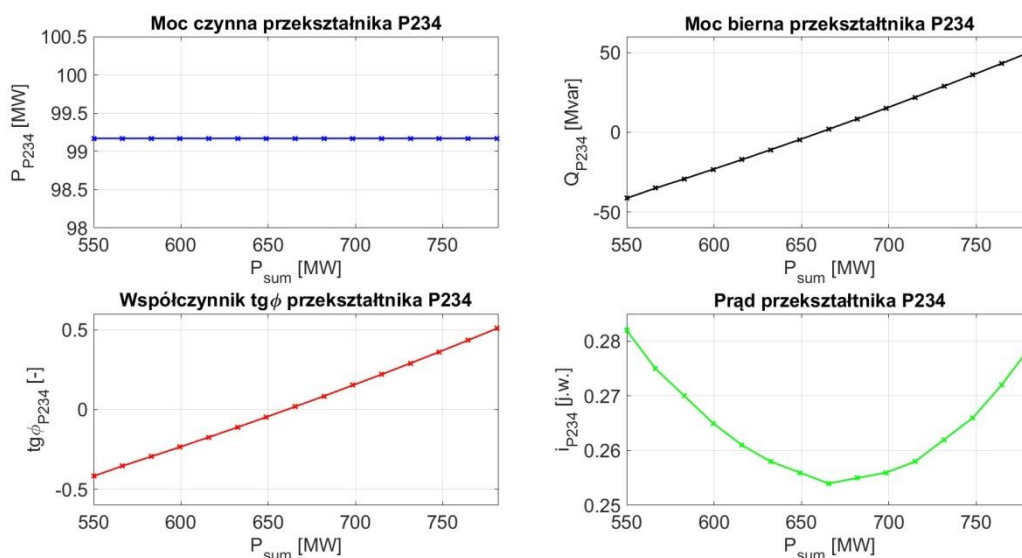 Moc czynna przekształnika P234
100.5
100
99.5
99
98.5
98
P_P234 [MW]
550 600 650 700 750
P_sum [MW]
Moc bierna przekształtnika P234
50
0
-50
Q_P234 [Mvar]
550 600 650 700 750
P_sum [MW]
Współczynnik tgϕ przekształtnika P234
0.5
0
-0.5
tgϕ_P234 [-]
550 600 650 700 750
P_sum [MW]
Prąd przekształtnika P234
0.28
0.27
0.26
0.25
i_P234 [j.w.]
550 600 650 700 750
P_sum [MW]